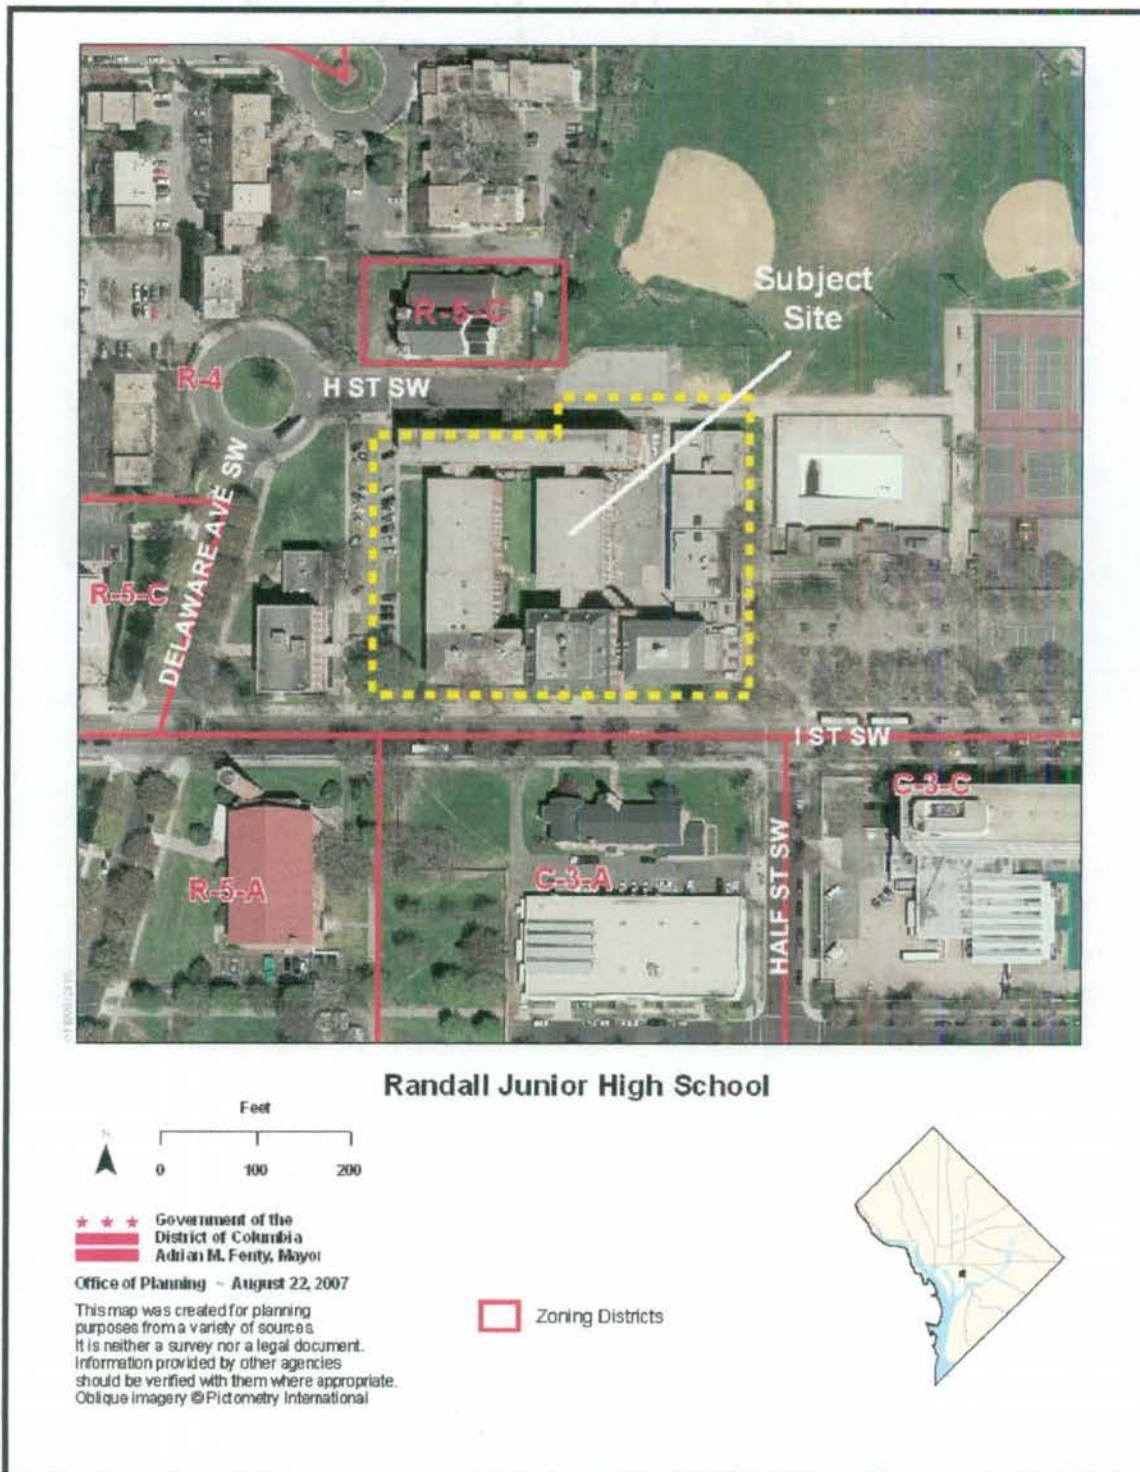 Subject
Site
R-5-C
R-4
H ST SW
DELAWARE AVE SW
R-5-C
I ST SW
C-3-C
R-5-A
C-3-A
HALF ST SW
Randall Junior High School
Feet
N
0 100 200
Government of the
District of Columbia
Adrian M. Fenty, Mayor
Office of Planning ~ August 22, 2007
This map was created for planning
purposes from a variety of sources.
It is neither a survey nor a legal document.
Information provided by other agencies
should be verified with them where appropriate.
Oblique imagery © Pictometry International
Zoning Districts